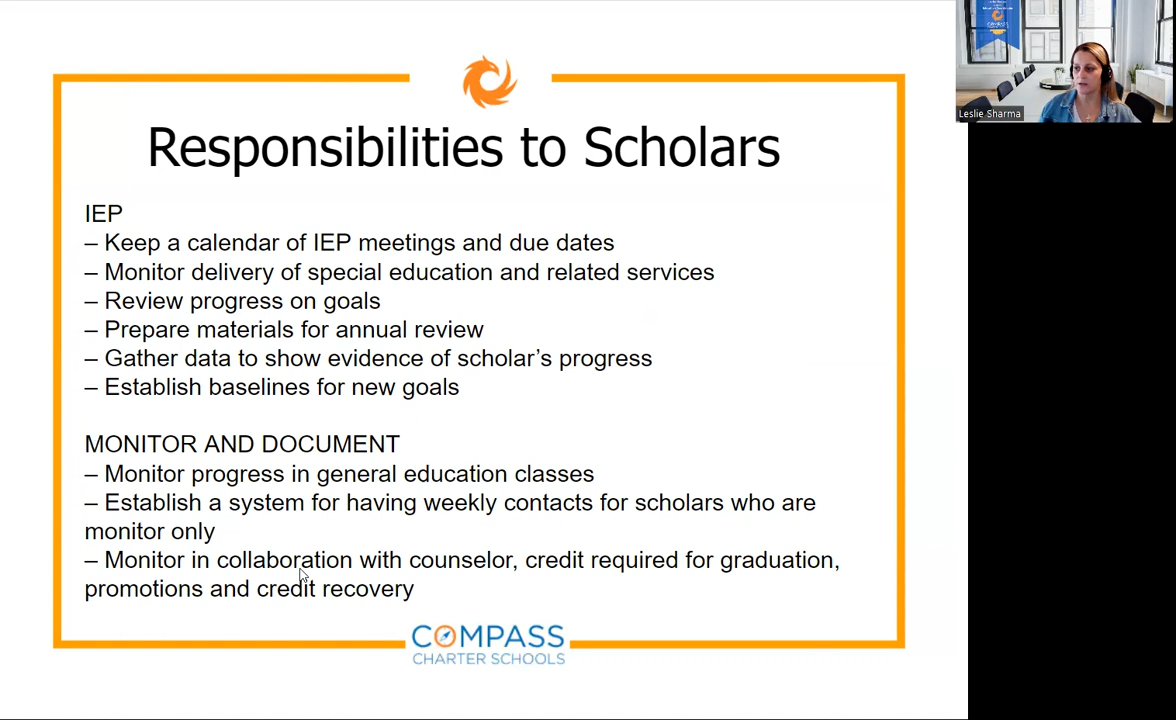 Responsibilities to Scholars
IEP
– Keep a calendar of IEP meetings and due dates
– Monitor delivery of special education and related services
– Review progress on goals
– Prepare materials for annual review
– Gather data to show evidence of scholar’s progress
– Establish baselines for new goals
MONITOR AND DOCUMENT
– Monitor progress in general education classes
– Establish a system for having weekly contacts for scholars who are
monitor only
– Monitor in collaboration with counselor, credit required for graduation,
promotions and credit recovery
COMPASS
CHARTER SCHOOLS
Leslie Sharma